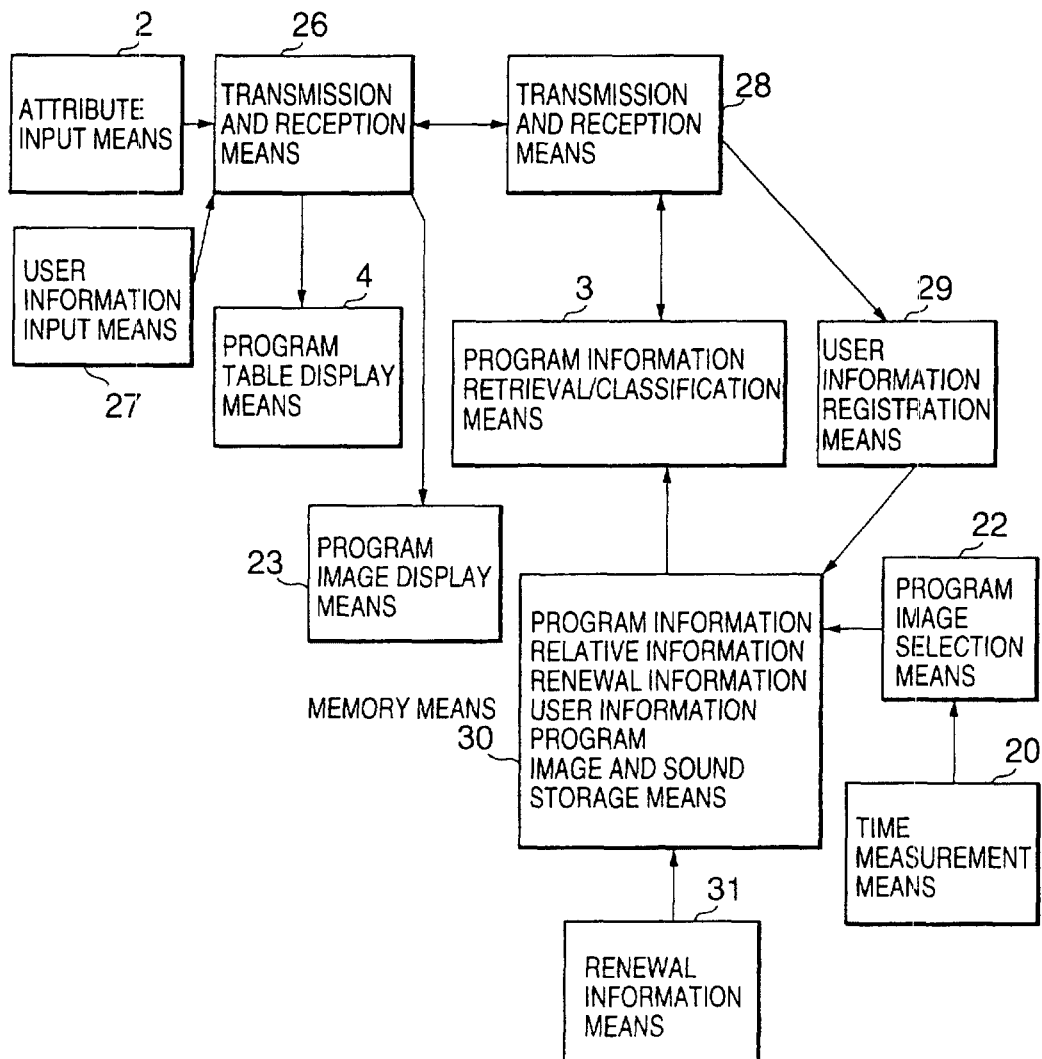 2
ATTRIBUTE
INPUT MEANS
26
TRANSMISSION
AND RECEPTION
MEANS
TRANSMISSION
AND RECEPTION
MEANS
28
USER
INFORMATION
INPUT MEANS
27
4
PROGRAM
TABLE DISPLAY
MEANS
3
PROGRAM INFORMATION
RETRIEVAL/CLASSIFICATION
MEANS
29
USER
INFORMATION
REGISTRATION
MEANS
23
PROGRAM
IMAGE DISPLAY
MEANS
22
PROGRAM
IMAGE
SELECTION
MEANS
MEMORY MEANS
30
PROGRAM INFORMATION
RELATIVE INFORMATION
RENEWAL INFORMATION
USER INFORMATION
PROGRAM
IMAGE AND SOUND
STORAGE MEANS
20
TIME
MEASUREMENT
MEANS
31
RENEWAL
INFORMATION
MEANS